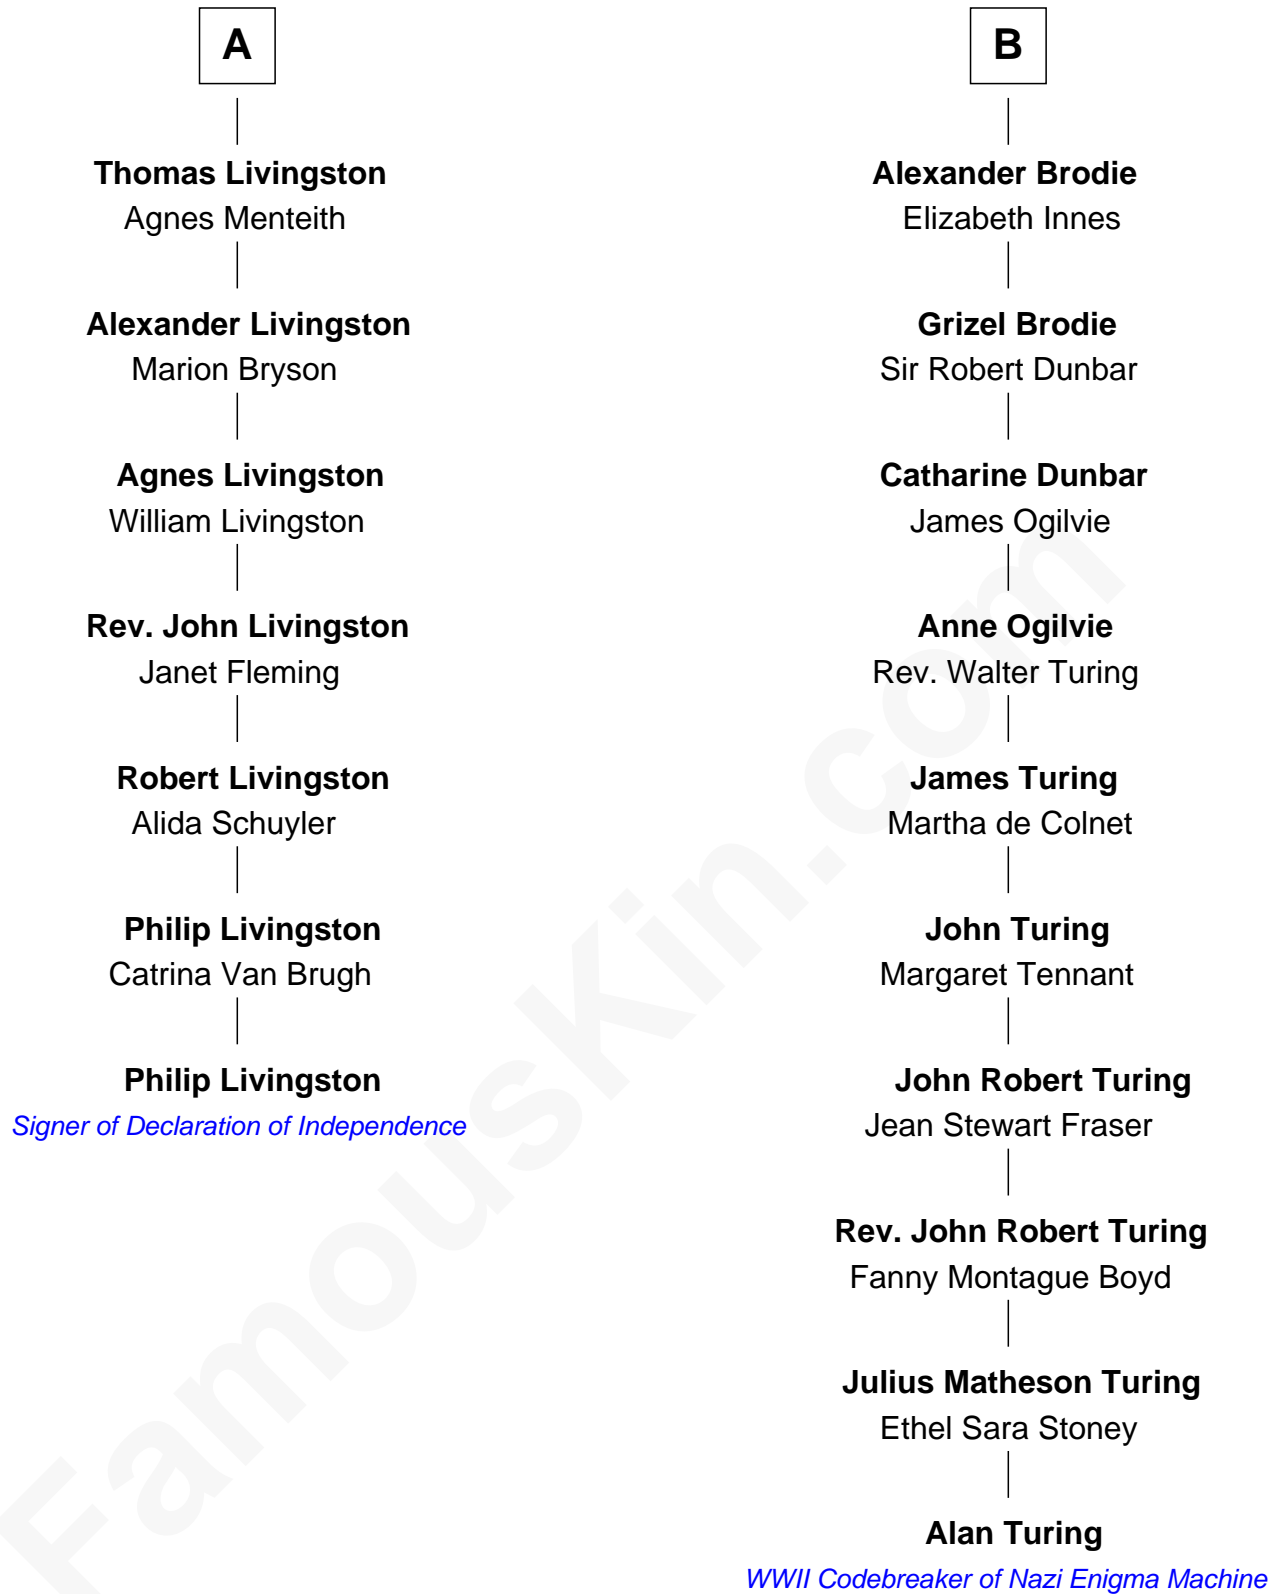 A
Thomas Livingston
Agnes Menteith
Alexander Livingston
Marion Bryson
Agnes Livingston
William Livingston
Rev. John Livingston
Janet Fleming
Robert Livingston
Alida Schuyler
Philip Livingston
Catrina Van Brugh
Philip Livingston
Signer of Declaration of Independence
B
Alexander Brodie
Elizabeth Innes
Grizel Brodie
Sir Robert Dunbar
Catharine Dunbar
James Ogilvie
Anne Ogilvie
Rev. Walter Turing
James Turing
Martha de Colnet
John Turing
Margaret Tennant
John Robert Turing
Jean Stewart Fraser
Rev. John Robert Turing
Fanny Montague Boyd
Julius Matheson Turing
Ethel Sara Stoney
Alan Turing
WWII Codebreaker of Nazi Enigma Machine
FamousKin.com